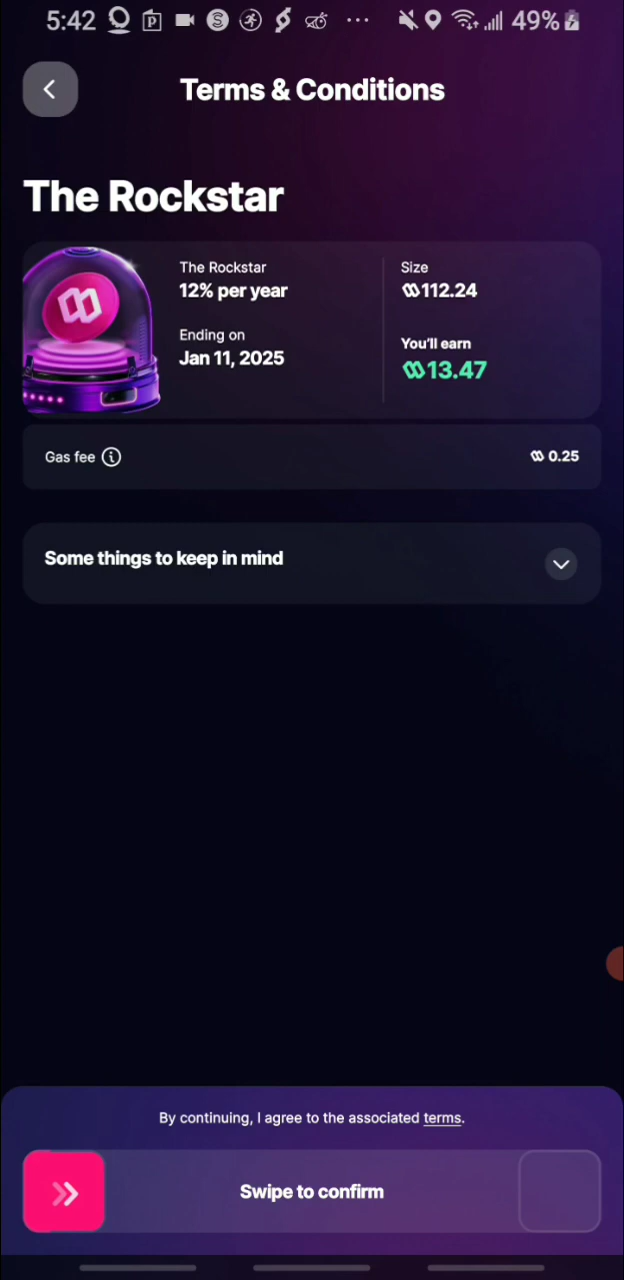 5:42 49%
Terms & Conditions
The Rockstar
The Rockstar
12% per year
Ending on
Jan 11, 2025
Size
112.24
You'll earn
13.47
Gas fee
0.25
Some things to keep in mind
By continuing, I agree to the associated terms.
Swipe to confirm